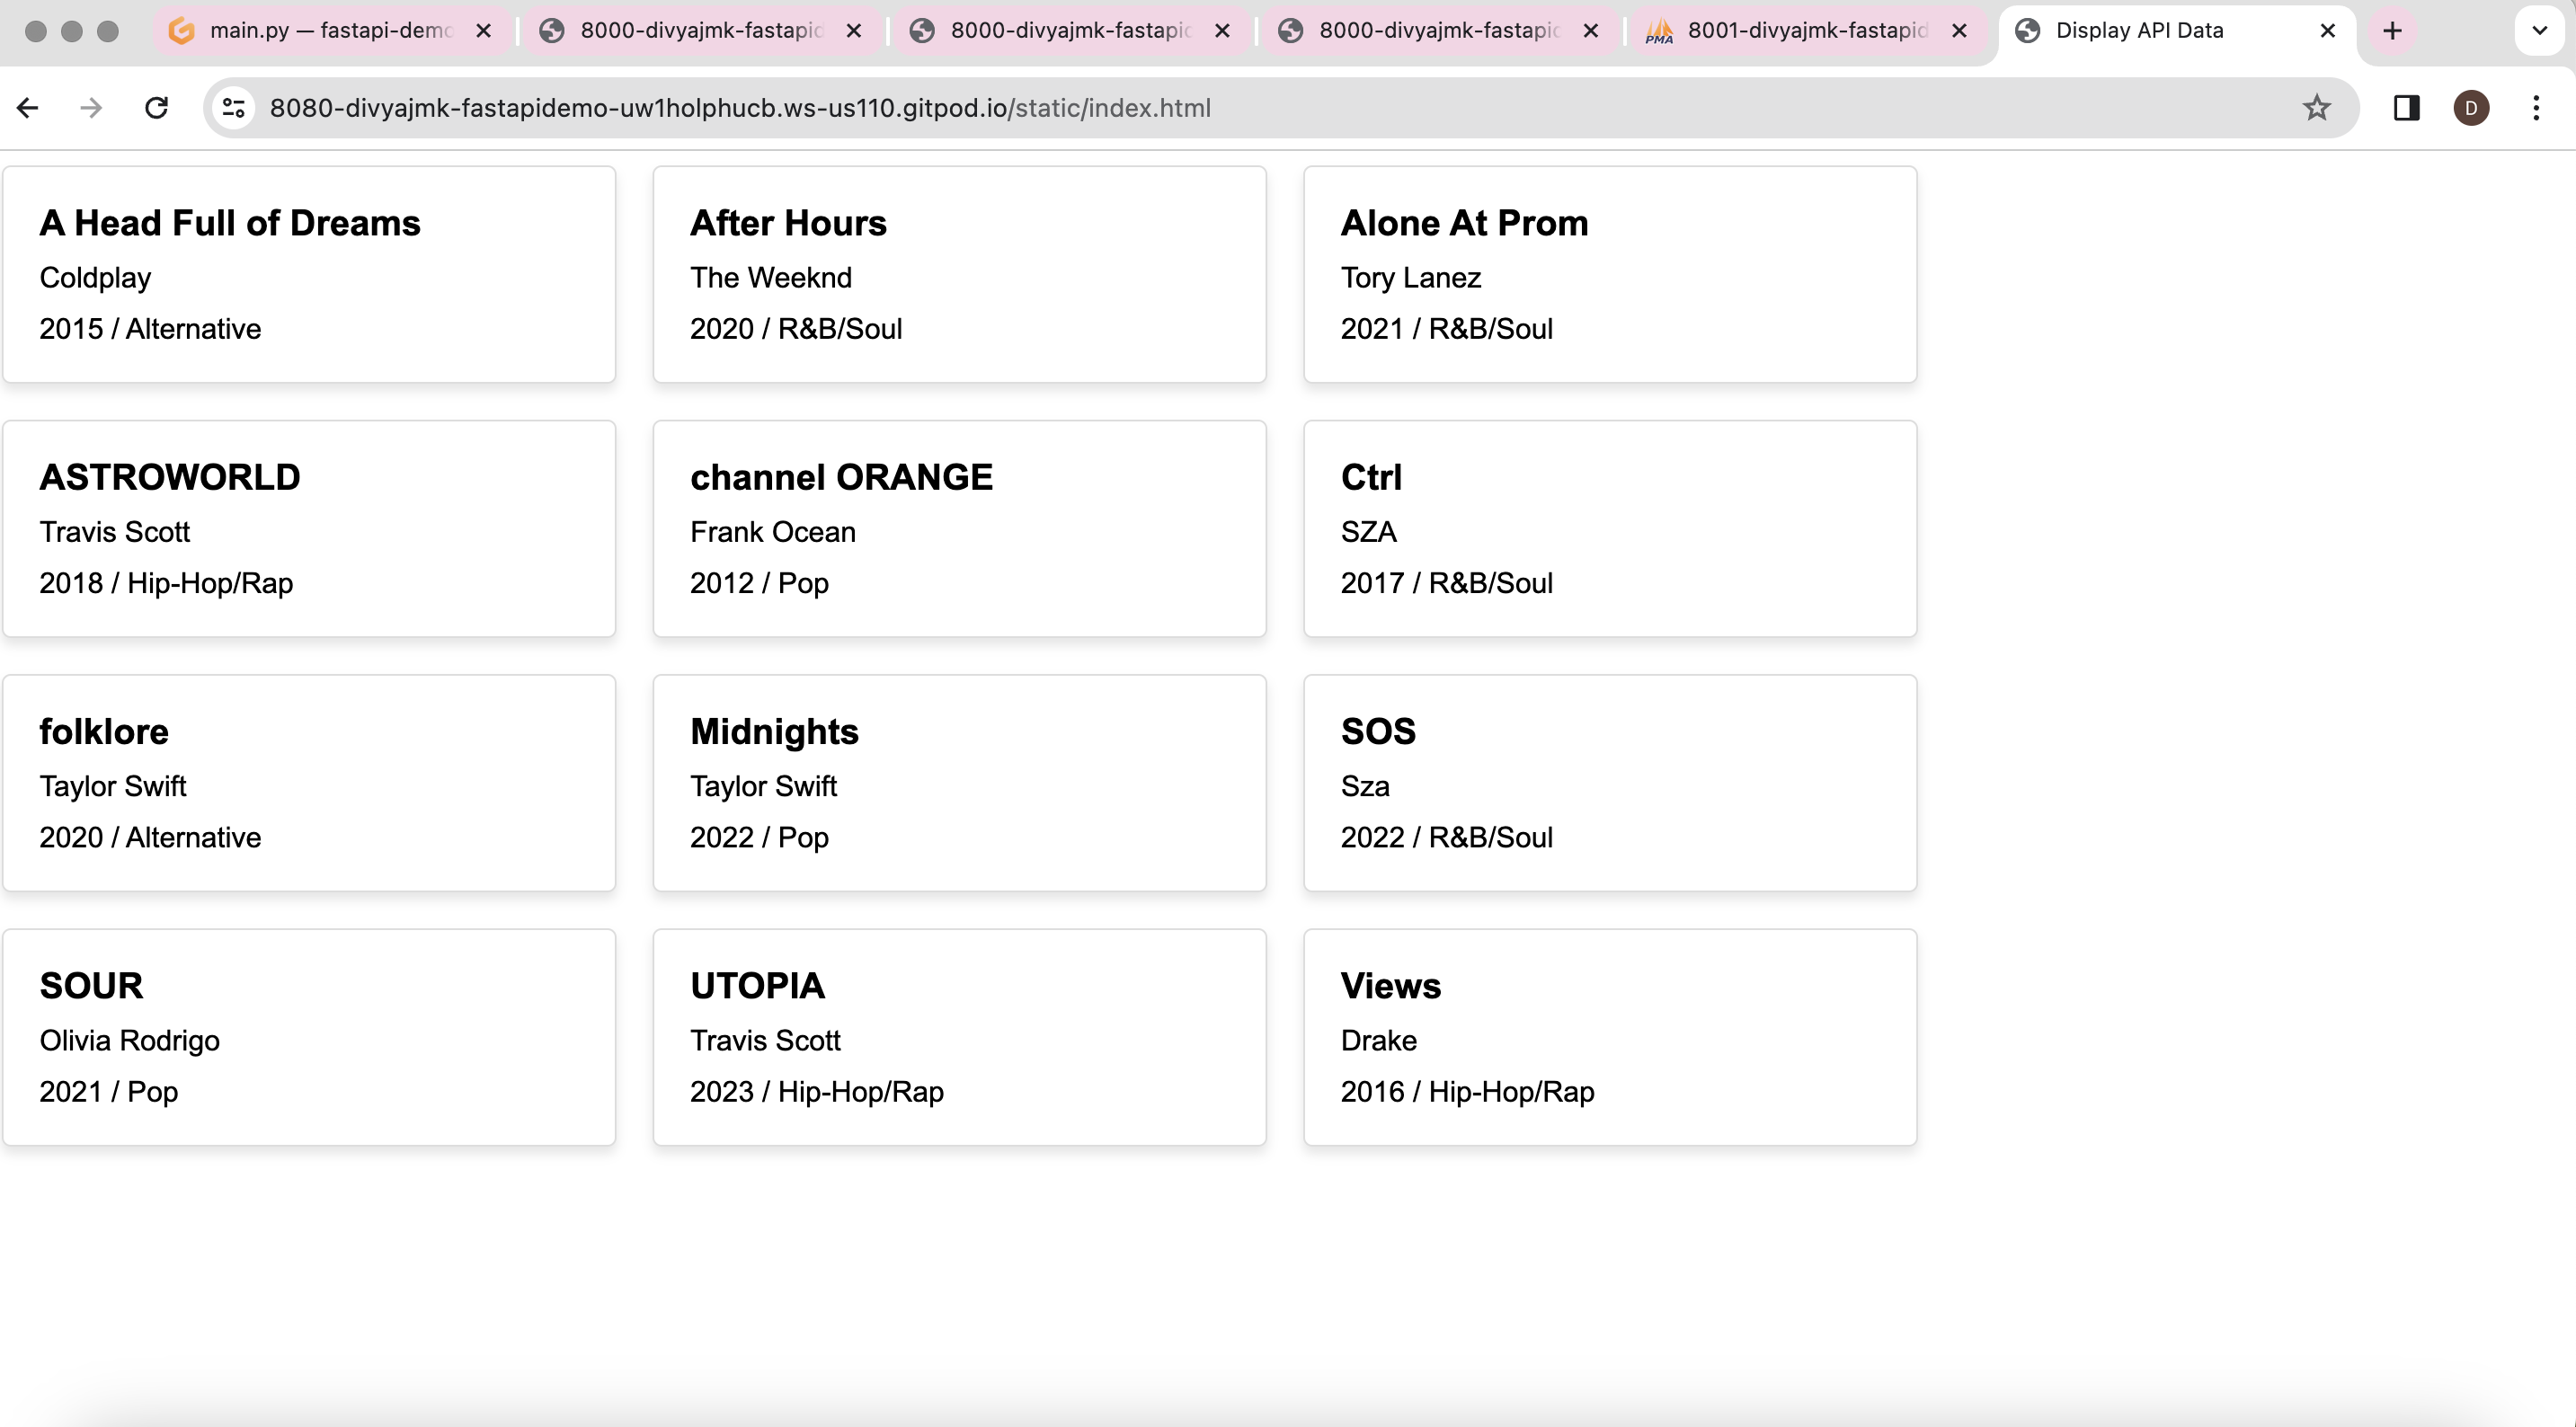 main.py — fastapi-demo
8000-divyajmk-fastapid
8000-divyajmk-fastapid
8000-divyajmk-fastapid
8001-divyajmk-fastapid
Display API Data
8080-divyajmk-fastapidemo-uw1holphucb.ws-us110.gitpod.io/static/index.html
D
A Head Full of Dreams
Coldplay
2015 / Alternative
After Hours
The Weeknd
2020 / R&B/Soul
Alone At Prom
Tory Lanez
2021 / R&B/Soul
ASTROWORLD
Travis Scott
2018 / Hip-Hop/Rap
channel ORANGE
Frank Ocean
2012 / Pop
Ctrl
SZA
2017 / R&B/Soul
folklore
Taylor Swift
2020 / Alternative
Midnights
Taylor Swift
2022 / Pop
SOS
Sza
2022 / R&B/Soul
SOUR
Olivia Rodrigo
2021 / Pop
UTOPIA
Travis Scott
2023 / Hip-Hop/Rap
Views
Drake
2016 / Hip-Hop/Rap